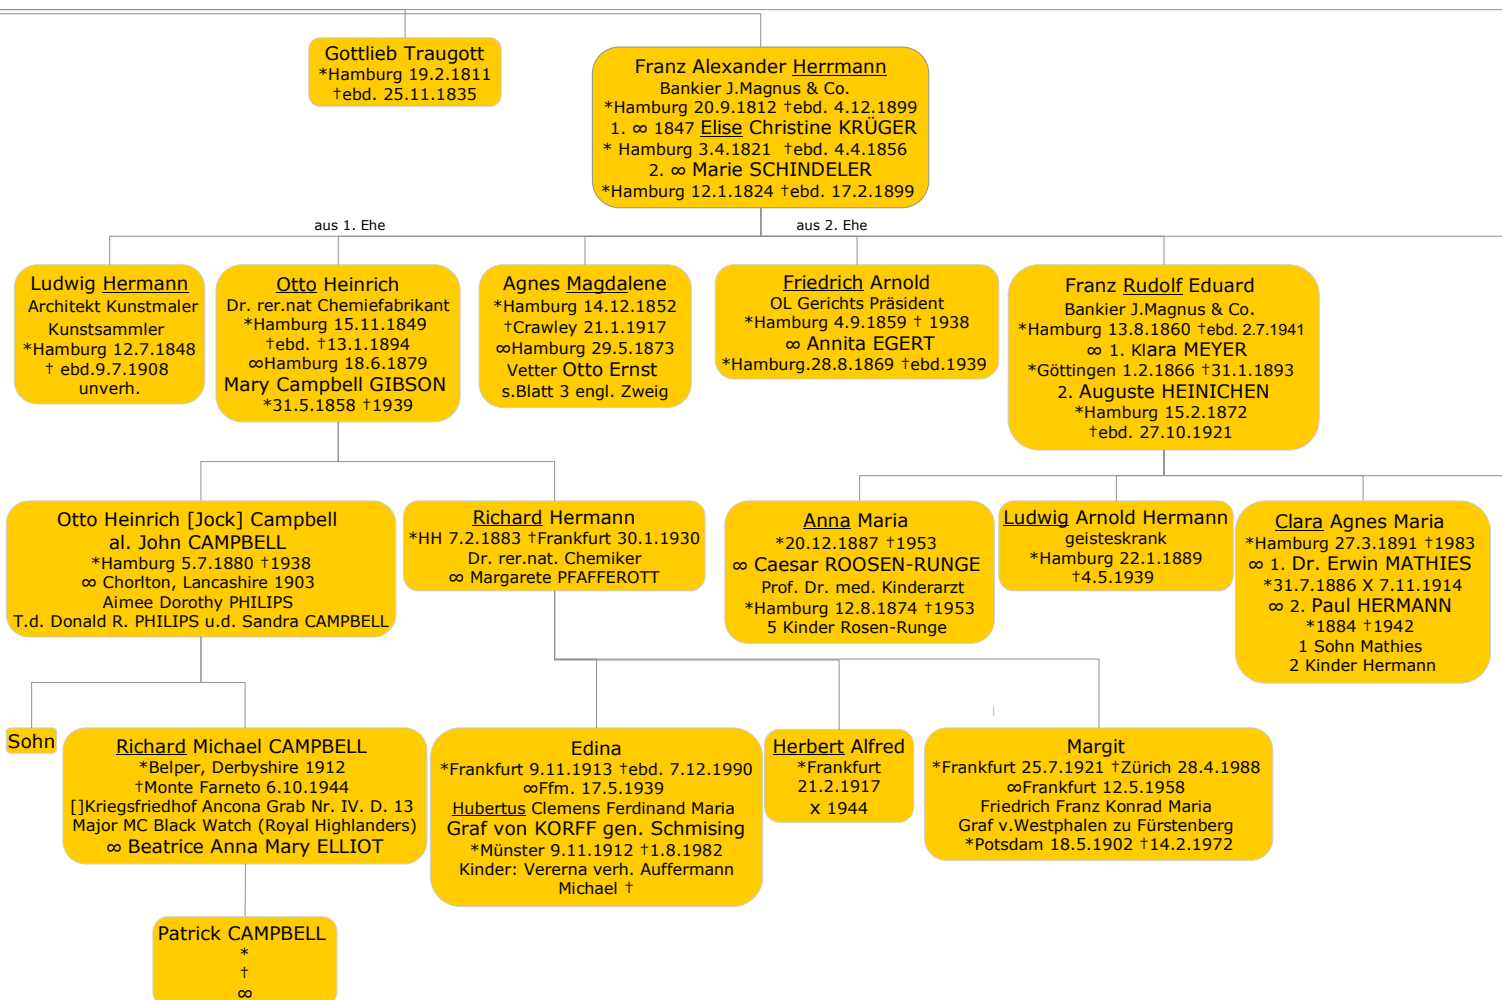 Gottlieb Traugott
*Hamburg 19.2.1811
†ebd. 25.11.1835
Franz Alexander Herrmann
Bankier J.Magnus & Co.
*Hamburg 20.9.1812 †ebd. 4.12.1899
1. ∞ 1847 Elise Christine KRÜGER
* Hamburg 3.4.1821 †ebd. 4.4.1856
2. ∞ Marie SCHINDELER
*Hamburg 12.1.1824 †ebd. 17.2.1899
aus 1. Ehe
aus 2. Ehe
Ludwig Hermann
Architekt Kunstmaler
Kunstsammler
*Hamburg 12.7.1848
† ebd.9.7.1908
unverh.
Otto Heinrich
Dr. rer.nat Chemiefabrikant
*Hamburg 15.11.1849
†ebd. †13.1.1894
∞Hamburg 18.6.1879
Mary Campbell GIBSON
*31.5.1858 †1939
Agnes Magdalene
*Hamburg 14.12.1852
†Crawley 21.1.1917
∞Hamburg 29.5.1873
Vetter Otto Ernst
s.Blatt 3 engl. Zweig
Friedrich Arnold
OL Gerichts Präsident
*Hamburg 4.9.1859 † 1938
∞ Annita EGERT
*Hamburg.28.8.1869 †ebd.1939
Franz Rudolf Eduard
Bankier J.Magnus & Co.
*Hamburg 13.8.1860 †ebd. 2.7.1941
∞ 1. Klara MEYER
*Göttingen 1.2.1866 †31.1.1893
2. Auguste HEINICHEN
*Hamburg 15.2.1872
†ebd. 27.10.1921
Otto Heinrich [Jock] Campbell
al. John CAMPBELL
*Hamburg 5.7.1880 †1938
∞ Chorlton, Lancashire 1903
Aimee Dorothy PHILIPS
T.d. Donald R. PHILIPS u.d. Sandra CAMPBELL
Richard Hermann
*HH 7.2.1883 †Frankfurt 30.1.1930
Dr. rer.nat. Chemiker
∞ Margarete PFAFFEROTT
Anna Maria
*20.12.1887 †1953
∞ Caesar ROOSEN-RUNGE
Prof. Dr. med. Kinderarzt
*Hamburg 12.8.1874 †1953
5 Kinder Rosen-Runge
Ludwig Arnold Hermann
geisteskrank
*Hamburg 22.1.1889
†4.5.1939
Clara Agnes Maria
*Hamburg 27.3.1891 †1983
∞ 1. Dr. Erwin MATHIES
*31.7.1886 X 7.11.1914
∞ 2. Paul HERMANN
*1884 †1942
1 Sohn Mathies
2 Kinder Hermann
Sohn
Richard Michael CAMPBELL
*Belper, Derbyshire 1912
†Monte Farneto 6.10.1944
[]Kriegsfriedhof Ancona Grab Nr. IV. D. 13
Major MC Black Watch (Royal Highlanders)
∞ Beatrice Anna Mary ELLIOT
Edina
*Frankfurt 9.11.1913 †ebd. 7.12.1990
∞Ffm. 17.5.1939
Hubertus Clemens Ferdinand Maria
Graf von KORFF gen. Schmising
*Münster 9.11.1912 †1.8.1982
Kinder: Vererna verh. Auffermann
Michael †
Herbert Alfred
*Frankfurt
21.2.1917
x 1944
Margit
*Frankfurt 25.7.1921 †Zürich 28.4.1988
∞Frankfurt 12.5.1958
Friedrich Franz Konrad Maria
Graf v.Westphalen zu Fürstenberg
*Potsdam 18.5.1902 †14.2.1972
Patrick CAMPBELL
*
†
∞